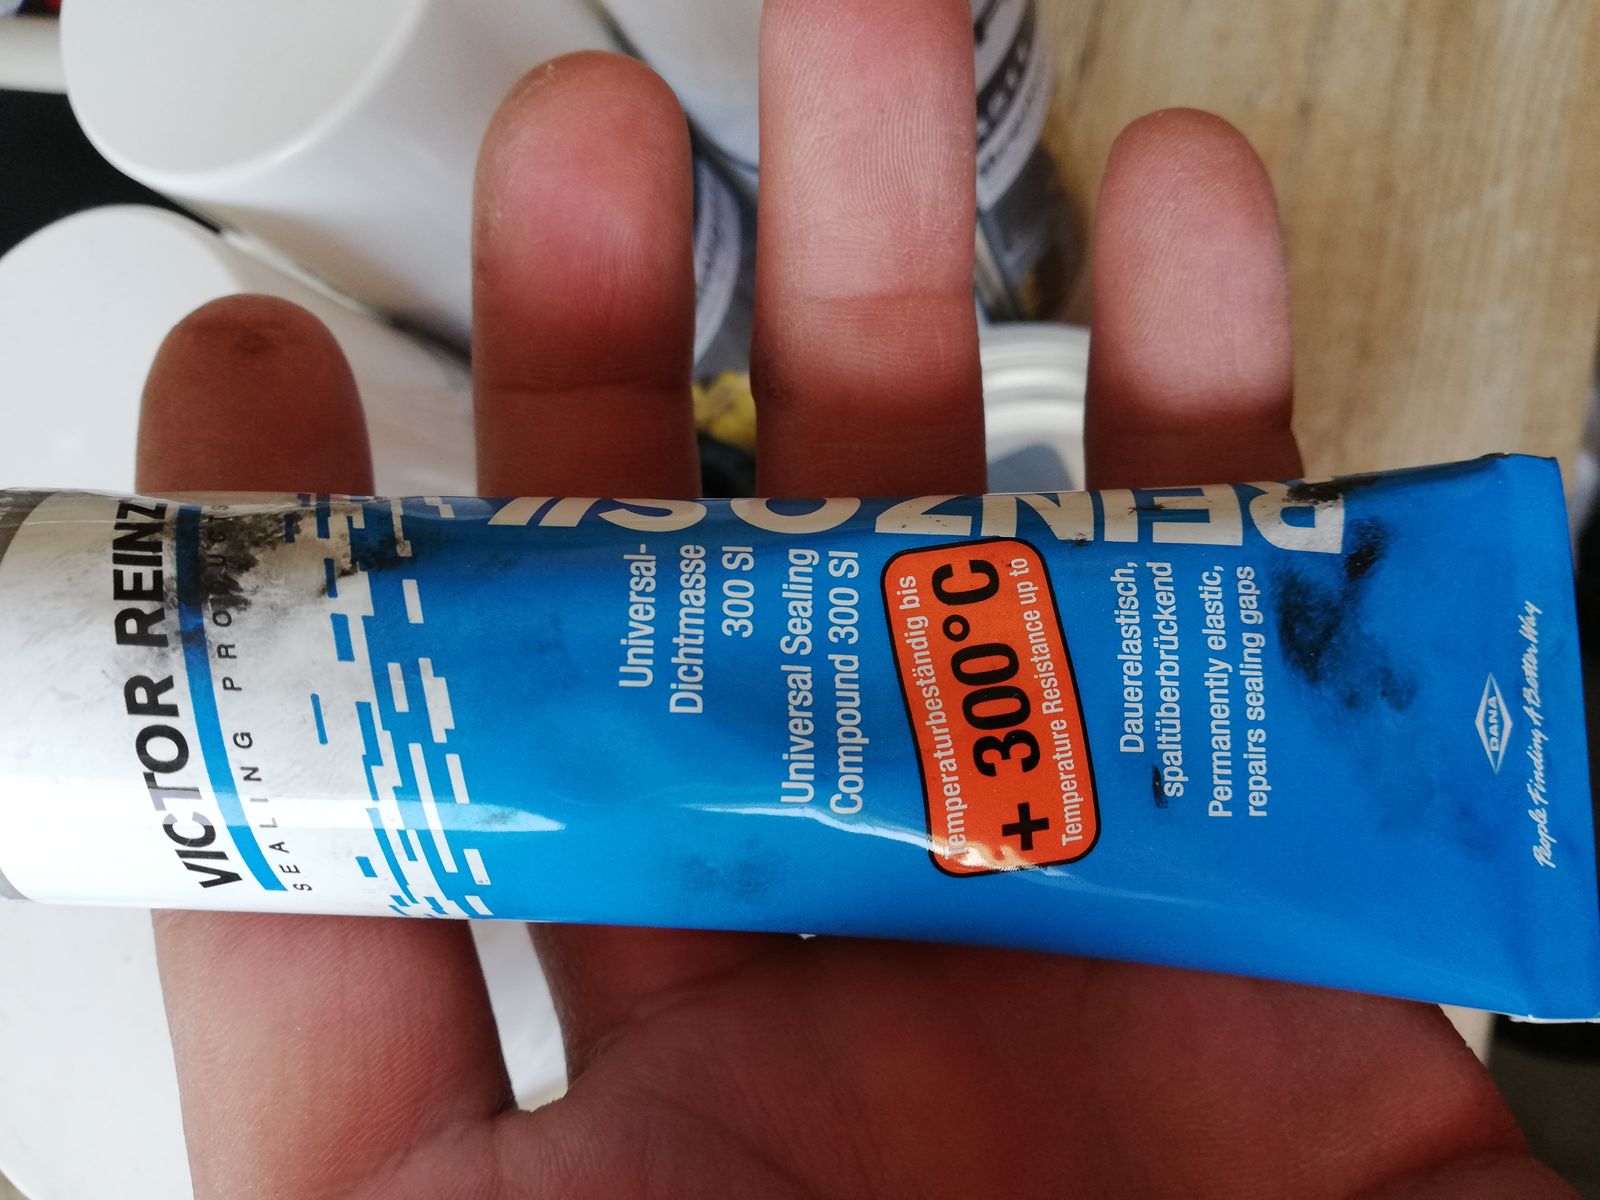 VICTOR REINZ
SEALING PRODUCTS
REINZOSIL
Universal-
Dichtmasse
300 SI
Universal Sealing
Compound 300 SI
Temperaturbeständig bis
+ 300°C
Temperature Resistance up to
Dauerelastisch,
spaltüberbrückend
Permanently elastic,
repairs sealing gaps
DANA
People Finding A Better Way